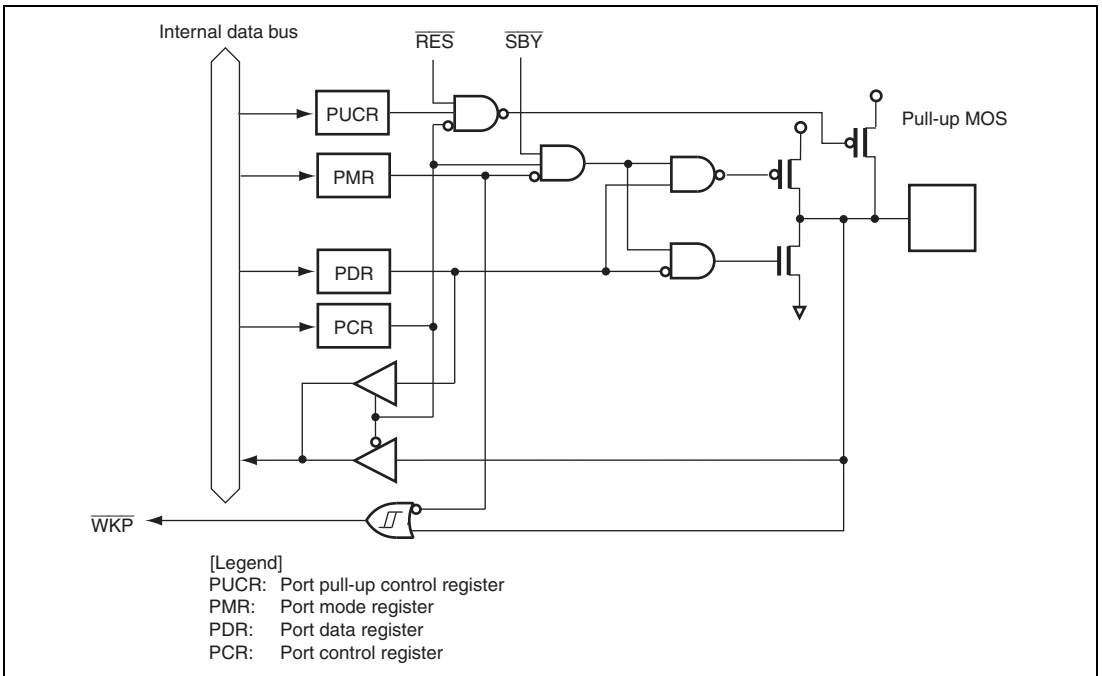 Internal data bus
RES
SBY
PUCR
Pull-up MOS
PMR
PDR
PCR
WKP
[Legend]
PUCR: Port pull-up control register
PMR: Port mode register
PDR: Port data register
PCR: Port control register